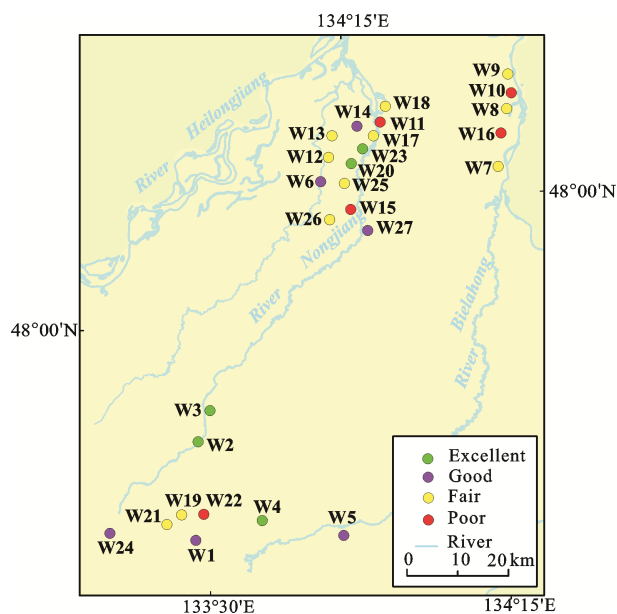 134°15'E
W9
W10
W8
W16
W7
W18
W14
W11
W13
W17
W23
W12
W20
W6
W25
W15
W26
W27
River Heilongjiang
48°00'N
River Nongjiang
Bielahong River
48°00'N
W3
W2
W19
W22
W4
W21
W5
W24
W1
Excellent
Good
Fair
Poor
River
0 10 20 km
133°30'E
134°15'E